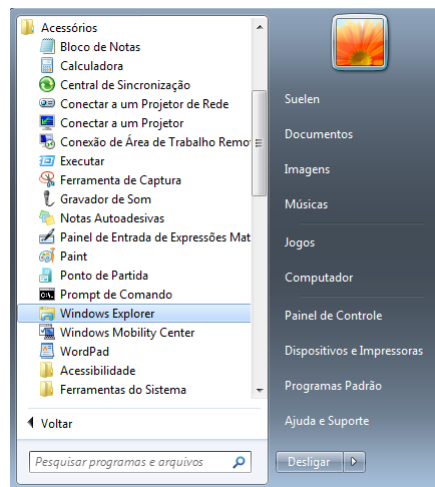 Acessórios
Bloco de Notas
Calculadora
Central de Sincronização
Conectar a um Projetor de Rede
Conectar a um Projetor
Conexão de Área de Trabalho Remo
Executar
Ferramenta de Captura
Gravador de Som
Notas Autoadesivas
Painel de Entrada de Expressões Mat
Paint
Ponto de Partida
Prompt de Comando
Windows Explorer
Windows Mobility Center
WordPad
Acessibilidade
Ferramentas do Sistema
Voltar
Pesquisar programas e arquivos
Suelen
Documentos
Imagens
Músicas
Jogos
Computador
Painel de Controle
Dispositivos e Impressoras
Programas Padrão
Ajuda e Suporte
Desligar